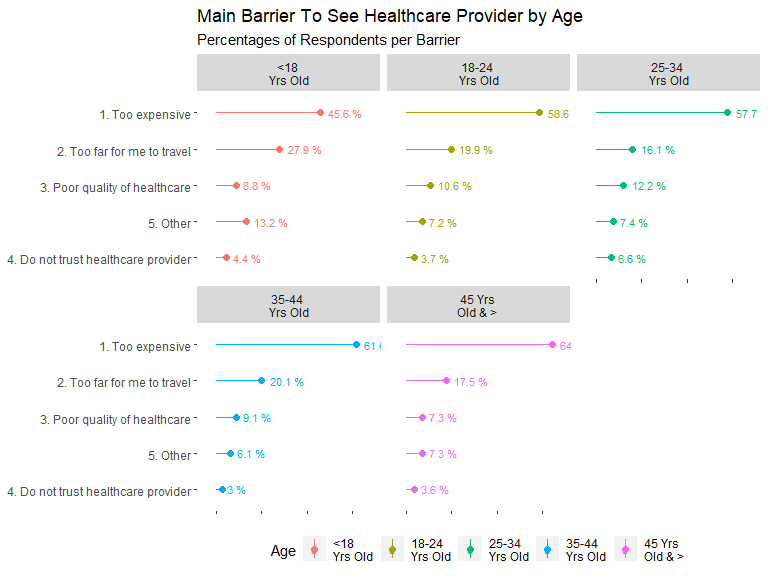 Main Barrier To See Healthcare Provider by Age
Percentages of Respondents per Barrier
<18
Yrs Old
18-24
Yrs Old
25-34
Yrs Old
1. Too expensive
45.6 %
58.6
57.7
2. Too far for me to travel
27.9 %
19.9 %
16.1 %
3. Poor quality of healthcare
8.8 %
10.6 %
12.2 %
5. Other
13.2 %
7.2 %
7.4 %
4. Do not trust healthcare provider
4.4 %
3.7 %
6.6 %
35-44
Yrs Old
45 Yrs
Old & >
1. Too expensive
61.6
64
2. Too far for me to travel
20.1 %
17.5 %
3. Poor quality of healthcare
9.1 %
7.3 %
5. Other
6.1 %
7.3 %
4. Do not trust healthcare provider
3 %
3.6 %
Age
<18
Yrs Old
18-24
Yrs Old
25-34
Yrs Old
35-44
Yrs Old
45 Yrs
Old & >